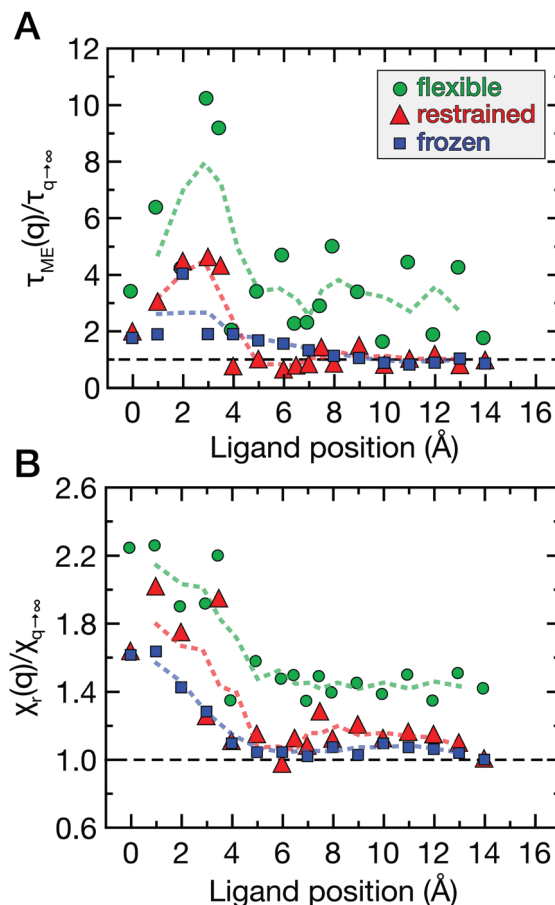 A
τME(q)/τq→∞
12
10
8
6
4
2
0
flexible
restrained
frozen
0 2 4 6 8 10 12 14 16
Ligand position (Å)
B
χr(q)/χq→∞
2.6
2.2
1.8
1.4
1.0
0.6
0 2 4 6 8 10 12 14 16
Ligand position (Å)